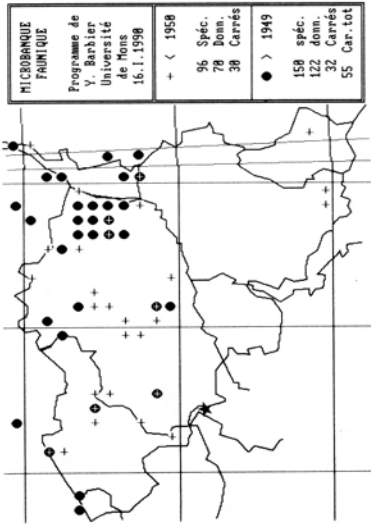 MICROBANQUE
FAUNIQUE
Programme de
Y. Barbier
Université
de Mons
16.I.1990
+ < 1950
96 Spéc.
70 Donn.
30 Carrés
● > 1949
150 spéc.
122 donn.
32 Carrés
55 Car.tot